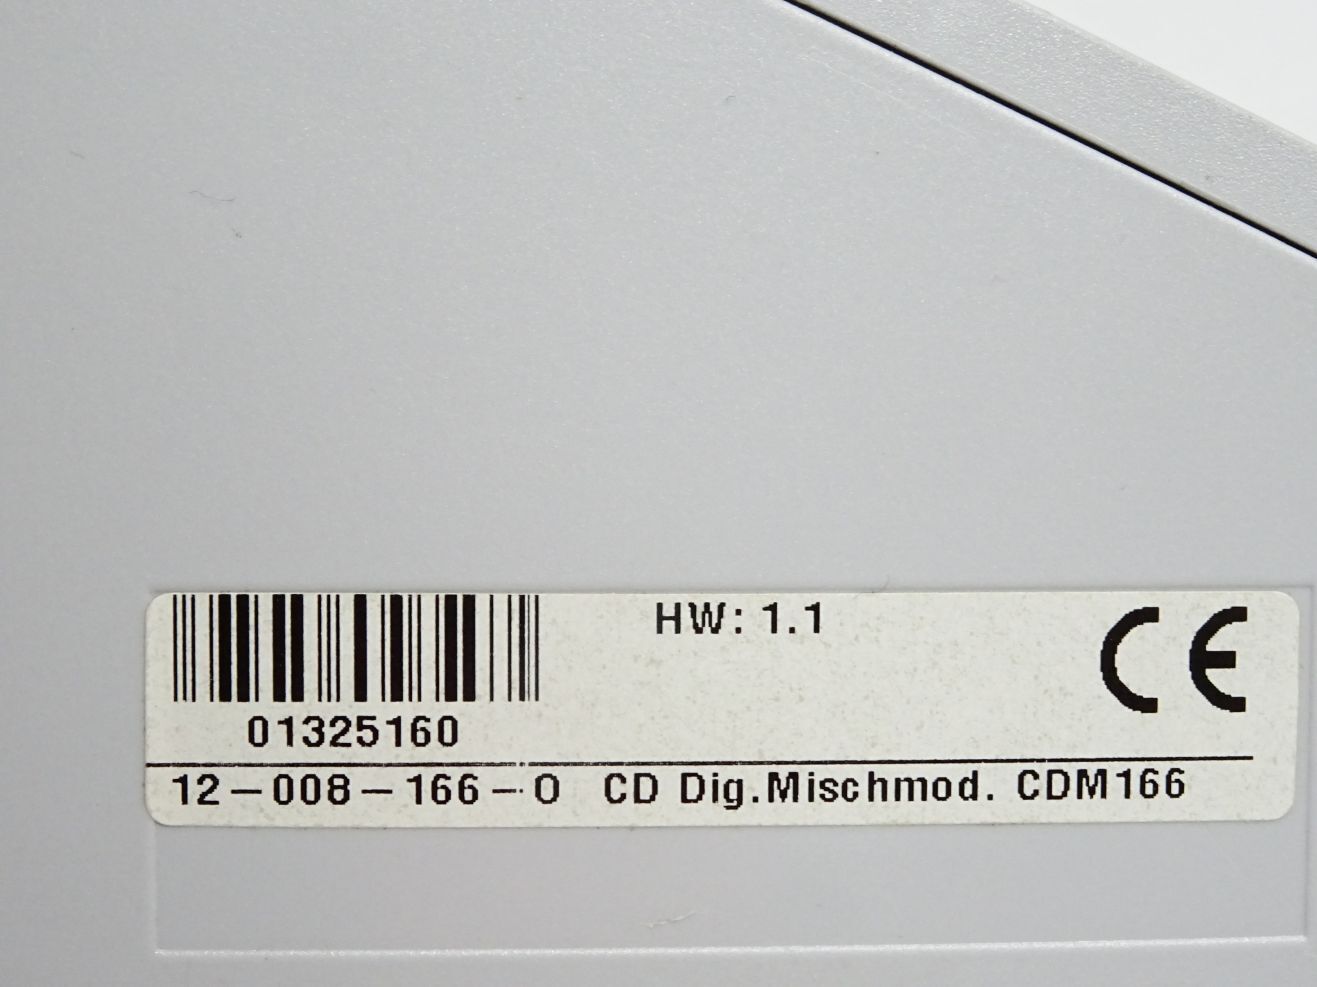 HW: 1.1
CE
01325160
12-008-166-0 CD Dig.Mischmod. CDM166